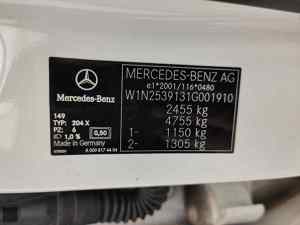 MERCEDES-BENZ AG
e1*2001/116*0480
W1N2539131G001910
2455 kg
4755 kg
1- 1150 kg
2- 1305 kg
Mercedes-Benz
149
TYP: 204 X
PZ: 6
1,0 % 0,50
Made in Germany